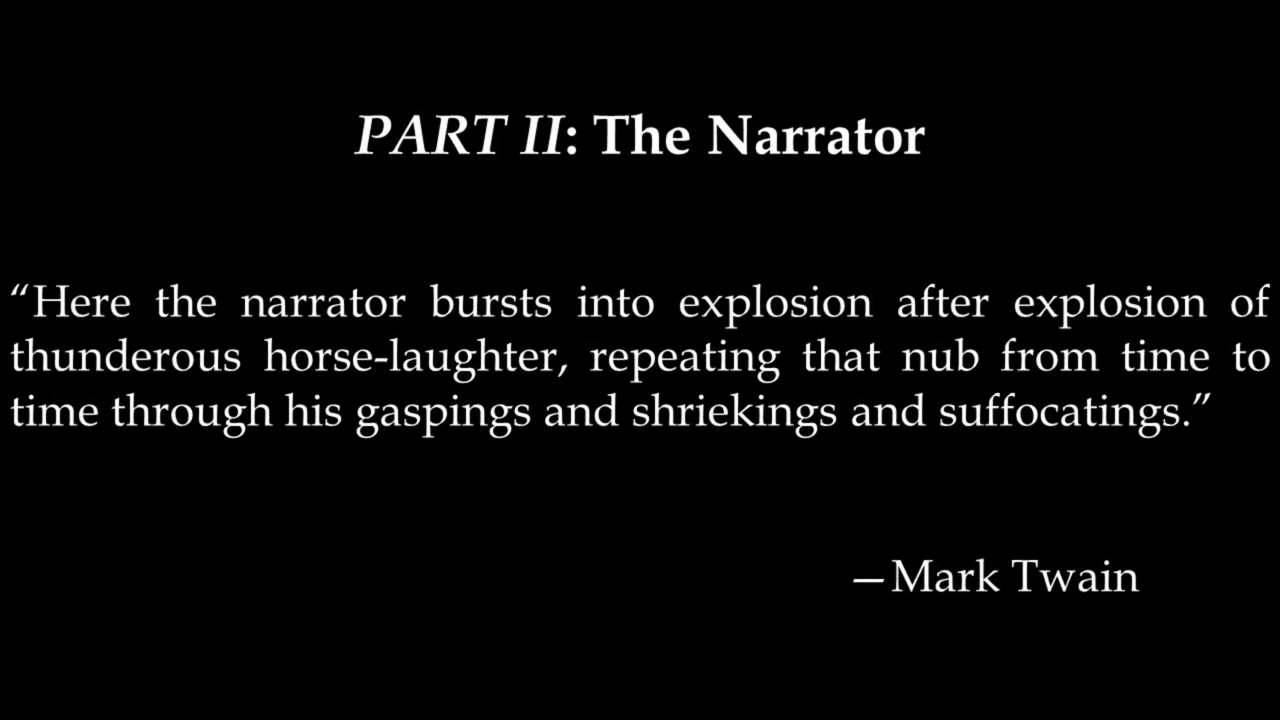 PART II: The Narrator
“Here the narrator bursts into explosion after explosion of
thunderous horse-laughter, repeating that nub from time to
time through his gaspings and shriekings and suffocatings.”
—Mark Twain